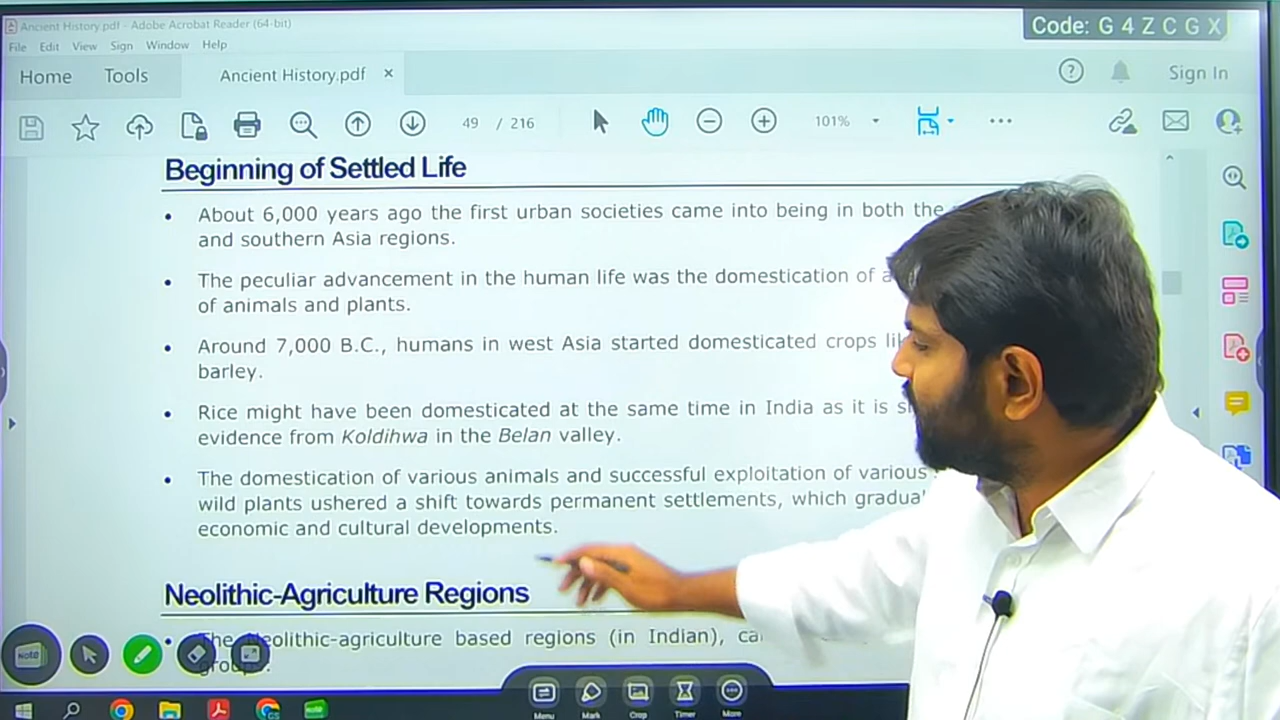 Ancient History.pdf - Adobe Acrobat Reader (64-bit)
Code: G 4 Z C G X
File Edit View Sign Window Help
Home Tools Ancient History.pdf × Sign In
49 / 216 101%
Beginning of Settled Life
• About 6,000 years ago the first urban societies came into being in both the
and southern Asia regions.
• The peculiar advancement in the human life was the domestication of a
of animals and plants.
• Around 7,000 B.C., humans in west Asia started domesticated crops
barley.
• Rice might have been domesticated at the same time in India as it is
evidence from Koldihwa in the Belan valley.
• The domestication of various animals and successful exploitation of various
wild plants ushered a shift towards permanent settlements, which
economic and cultural developments.
Neolithic-Agriculture Regions
• The Neolithic-agriculture based regions (in Indian),
Note
Menu Mark Crop Timer More